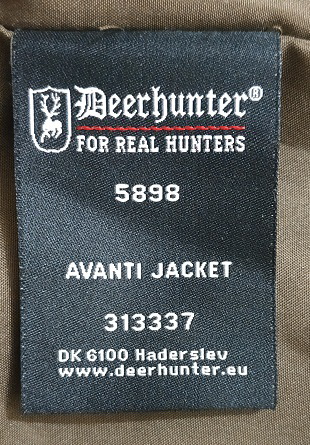 Deerhunter®
FOR REAL HUNTERS
5898
AVANTI JACKET
313337
DK 6100 Haderslev
www.deerhunter.eu